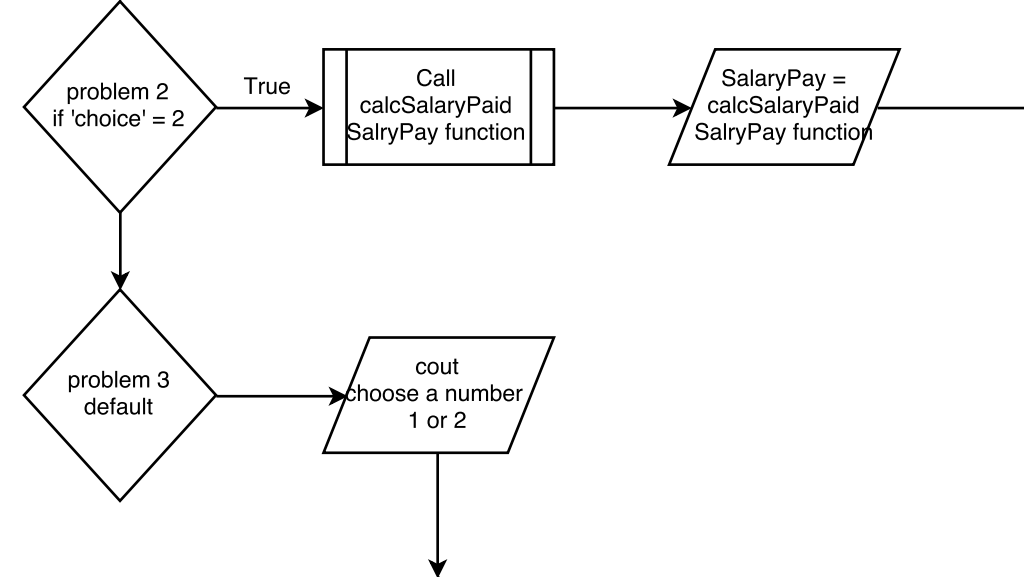 problem 2
if 'choice' = 2
True
Call
calcSalaryPaid
SalryPay function
SalaryPay =
calcSalaryPaid
SalryPay function
problem 3
default
cout
choose a number
1 or 2